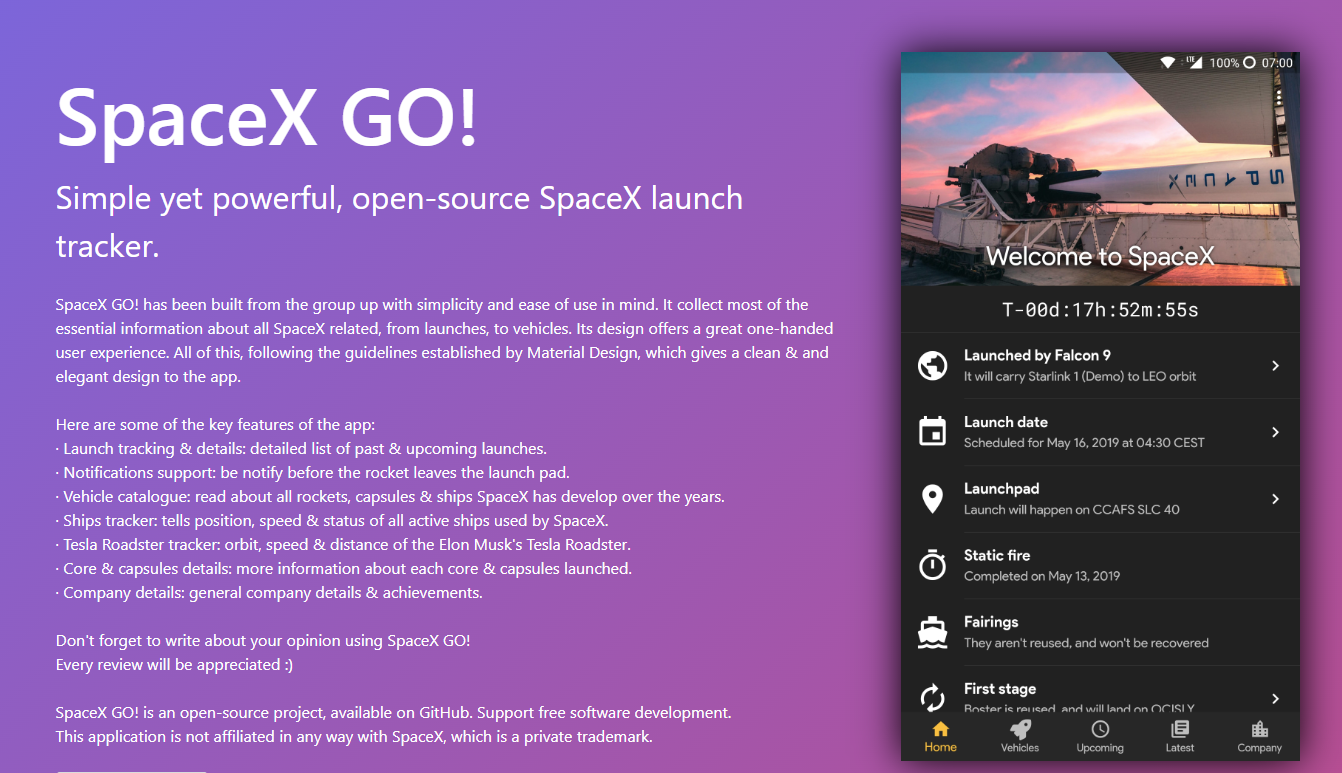 SpaceX GO!
Simple yet powerful, open-source SpaceX launch
tracker.
SpaceX GO! has been built from the group up with simplicity and ease of use in mind. It collect most of the
essential information about all SpaceX related, from launches, to vehicles. Its design offers a great one-handed
user experience. All of this, following the guidelines established by Material Design, which gives a clean & and
elegant design to the app.
Here are some of the key features of the app:
· Launch tracking & details: detailed list of past & upcoming launches.
· Notifications support: be notify before the rocket leaves the launch pad.
· Vehicle catalogue: read about all rockets, capsules & ships SpaceX has develop over the years.
· Ships tracker: tells position, speed & status of all active ships used by SpaceX.
· Tesla Roadster tracker: orbit, speed & distance of the Elon Musk's Tesla Roadster.
· Core & capsules details: more information about each core & capsules launched.
· Company details: general company details & achievements.
Don't forget to write about your opinion using SpaceX GO!
Every review will be appreciated :)
SpaceX GO! is an open-source project, available on GitHub. Support free software development.
This application is not affiliated in any way with SpaceX, which is a private trademark.
LTE 100% 07:00
SPACEX
Welcome to SpaceX
T-00d:17h:52m:55s
Launched by Falcon 9
It will carry Starlink 1 (Demo) to LEO orbit
Launch date
Scheduled for May 16, 2019 at 04:30 CEST
Launchpad
Launch will happen on CCAFS SLC 40
Static fire
Completed on May 13, 2019
Fairings
They aren't reused, and won't be recovered
First stage
Boster is reused, and will land on OCISLY
Home Vehicles Upcoming Latest Company